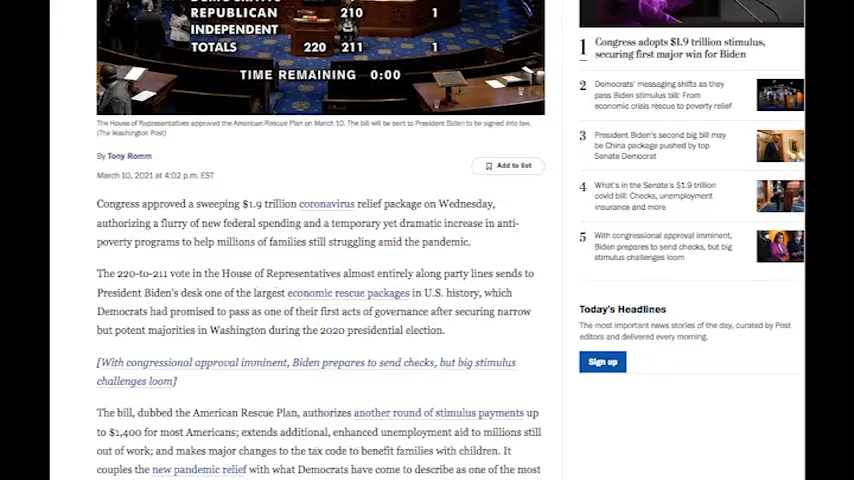 REPUBLICAN 210 1
INDEPENDENT
TOTALS 220 211 1
TIME REMAINING 0:00
The House of Representatives approved the American Rescue Plan on March 10. The bill will be sent to President Biden to be signed into law.
(The Washington Post)
By Tony Romm
March 10, 2021 at 4:02 p.m. EST
Add to list
Congress approved a sweeping $1.9 trillion coronavirus relief package on Wednesday,
authorizing a flurry of new federal spending and a temporary yet dramatic increase in anti-
poverty programs to help millions of families still struggling amid the pandemic.
The 220-to-211 vote in the House of Representatives almost entirely along party lines sends to
President Biden's desk one of the largest economic rescue packages in U.S. history, which
Democrats had promised to pass as one of their first acts of governance after securing narrow
but potent majorities in Washington during the 2020 presidential election.
[With congressional approval imminent, Biden prepares to send checks, but big stimulus
challenges loom]
The bill, dubbed the American Rescue Plan, authorizes another round of stimulus payments up
to $1,400 for most Americans; extends additional, enhanced unemployment aid to millions still
out of work; and makes major changes to the tax code to benefit families with children. It
couples the new pandemic relief with what Democrats have come to describe as one of the most
1 Congress adopts $1.9 trillion stimulus,
securing first major win for Biden
2 Democrats' messaging shifts as they
pass Biden stimulus bill: From
economic crisis rescue to poverty relief
3 President Biden's second big bill may
be China package pushed by top
Senate Democrat
4 What's in the Senate's $1.9 trillion
covid bill: Checks, unemployment
insurance and more
5 With congressional approval imminent,
Biden prepares to send checks, but big
stimulus challenges loom
Today's Headlines
The most important news stories of the day, curated by Post
editors and delivered every morning.
Sign up